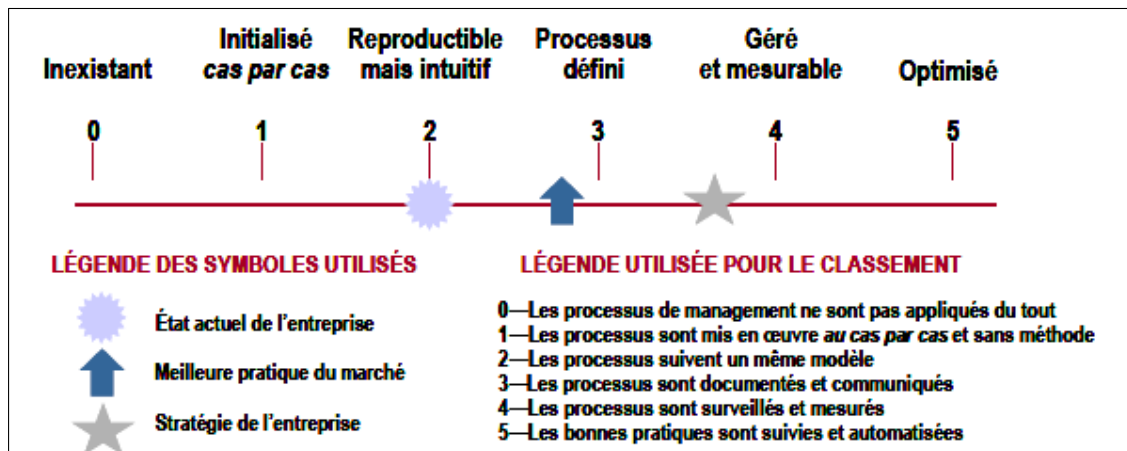 Inexistant
Initialisé
cas par cas
Reproductible
mais intuitif
Processus
défini
Géré
et mesurable
Optimisé
0 1 2 3 4 5
LÉGENDE DES SYMBOLES UTILISÉS
État actuel de l'entreprise
Meilleure pratique du marché
Stratégie de l'entreprise
LÉGENDE UTILISÉE POUR LE CLASSEMENT
0—Les processus de management ne sont pas appliqués du tout
1—Les processus sont mis en œuvre au cas par cas et sans méthode
2—Les processus suivent un même modèle
3—Les processus sont documentés et communiqués
4—Les processus sont surveillés et mesurés
5—Les bonnes pratiques sont suivies et automatisées